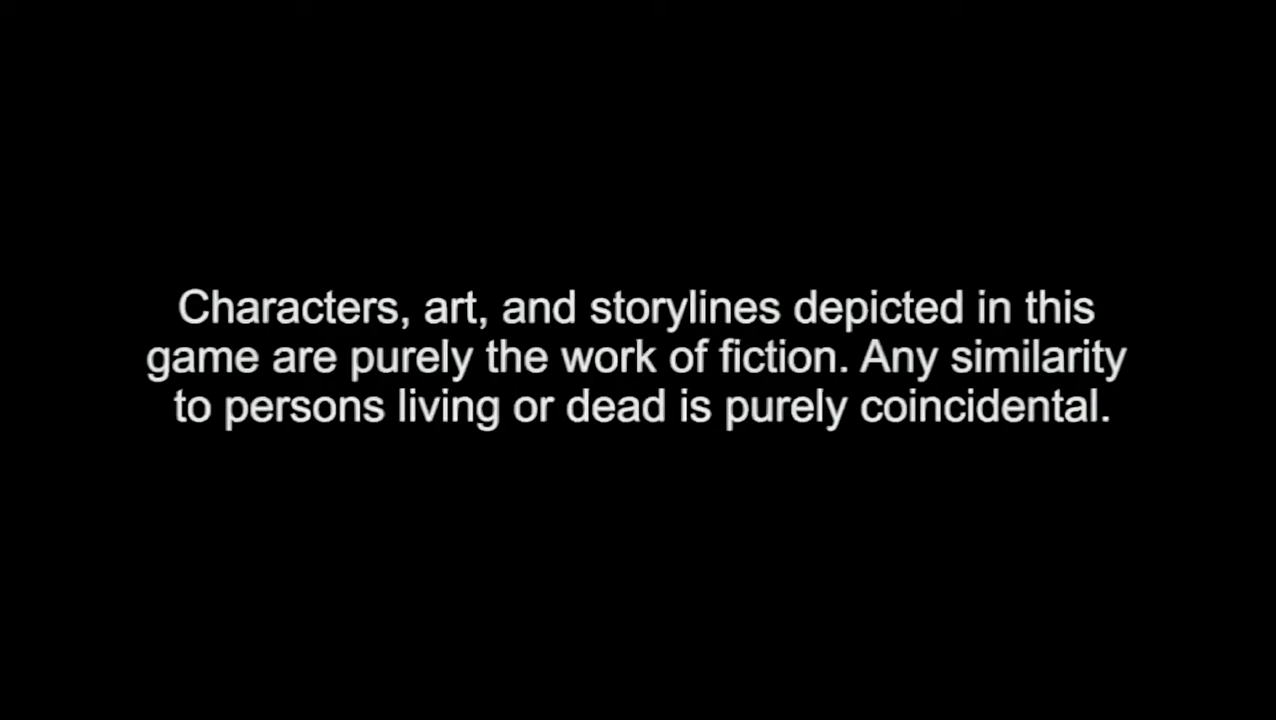 Characters, art, and storylines depicted in this
game are purely the work of fiction. Any similarity
to persons living or dead is purely coincidental.